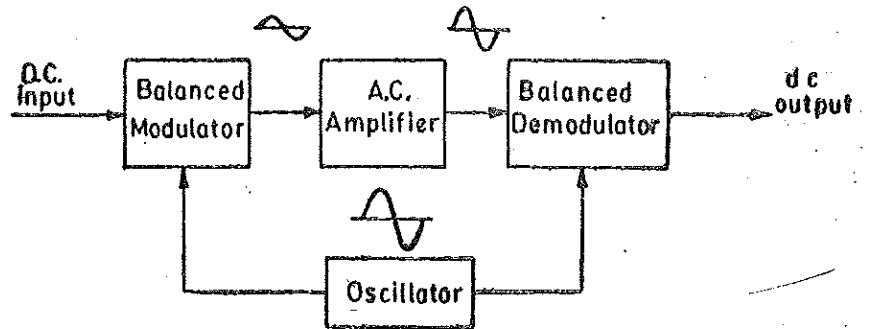 D.C.
Input
Balanced
Modulator
A.C.
Amplifier
Balanced
Demodulator
dc
output
Oscillator